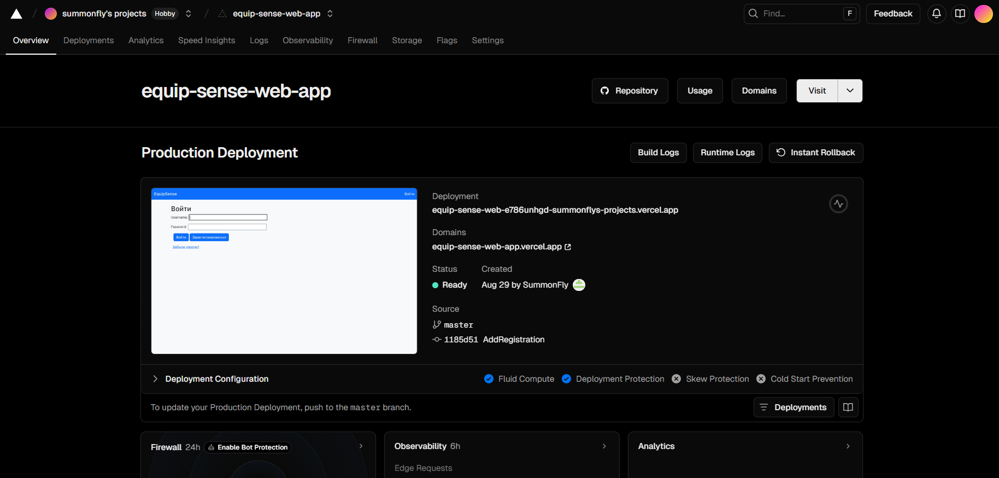 summonfly's projects Hobby equip-sense-web-app Find... F Feedback
Overview Deployments Analytics Speed Insights Logs Observability Firewall Storage Flags Settings
equip-sense-web-app Repository Usage Domains Visit
Production Deployment Build Logs Runtime Logs Instant Rollback
EquipSense Войти
Войти
Username:
Password:
Войти Зарегистрироваться
Забыли пароль?
Deployment
equip-sense-web-e786unhgd-summonflys-projects.vercel.app
Domains
equip-sense-web-app.vercel.app
Status Created
Ready Aug 29 by SummonFly
Source
master
1185d51 AddRegistration
Deployment Configuration Fluid Compute Deployment Protection Skew Protection Cold Start Prevention
To update your Production Deployment, push to the master branch. Deployments
Firewall 24h Enable Bot Protection Observability 6h Analytics
Edge Requests